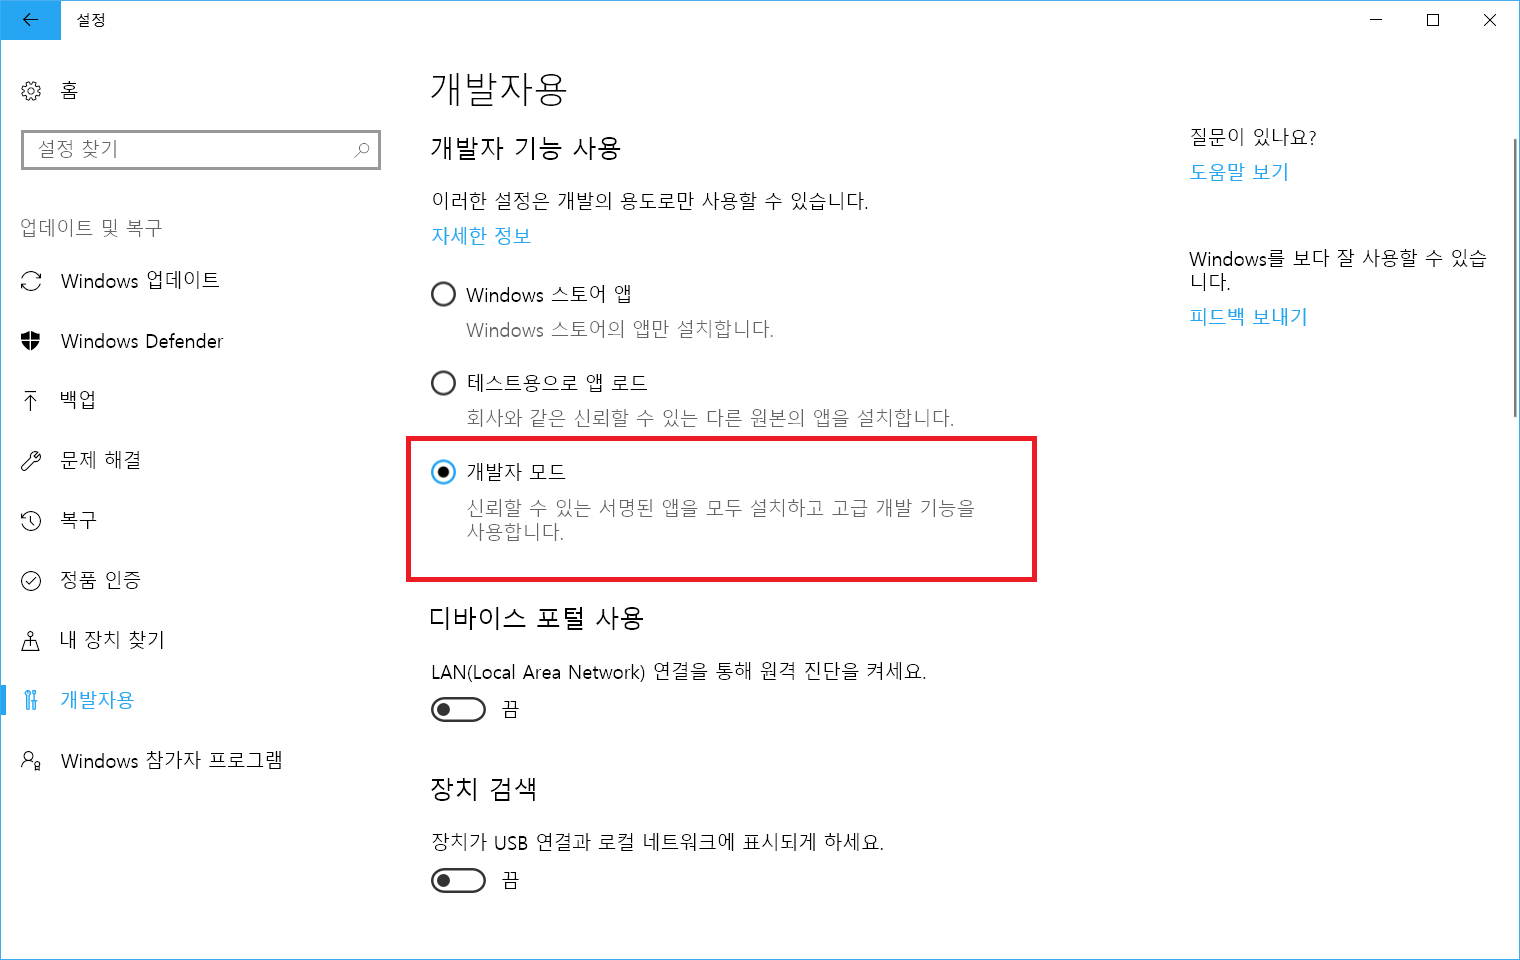 설정
홈
설정 찾기
업데이트 및 복구
Windows 업데이트
Windows Defender
백업
문제 해결
복구
정품 인증
내 장치 찾기
개발자용
Windows 참가자 프로그램
개발자용
개발자 기능 사용
이러한 설정은 개발의 용도로만 사용할 수 있습니다.
자세한 정보
Windows 스토어 앱
Windows 스토어의 앱만 설치합니다.
테스트용으로 앱 로드
회사와 같은 신뢰할 수 있는 다른 원본의 앱을 설치합니다.
개발자 모드
신뢰할 수 있는 서명된 앱을 모두 설치하고 고급 개발 기능을
사용합니다.
디바이스 포털 사용
LAN(Local Area Network) 연결을 통해 원격 진단을 켜세요.
끔
장치 검색
장치가 USB 연결과 로컬 네트워크에 표시되게 하세요.
끔
질문이 있나요?
도움말 보기
Windows를 보다 잘 사용할 수 있습
니다.
피드백 보내기